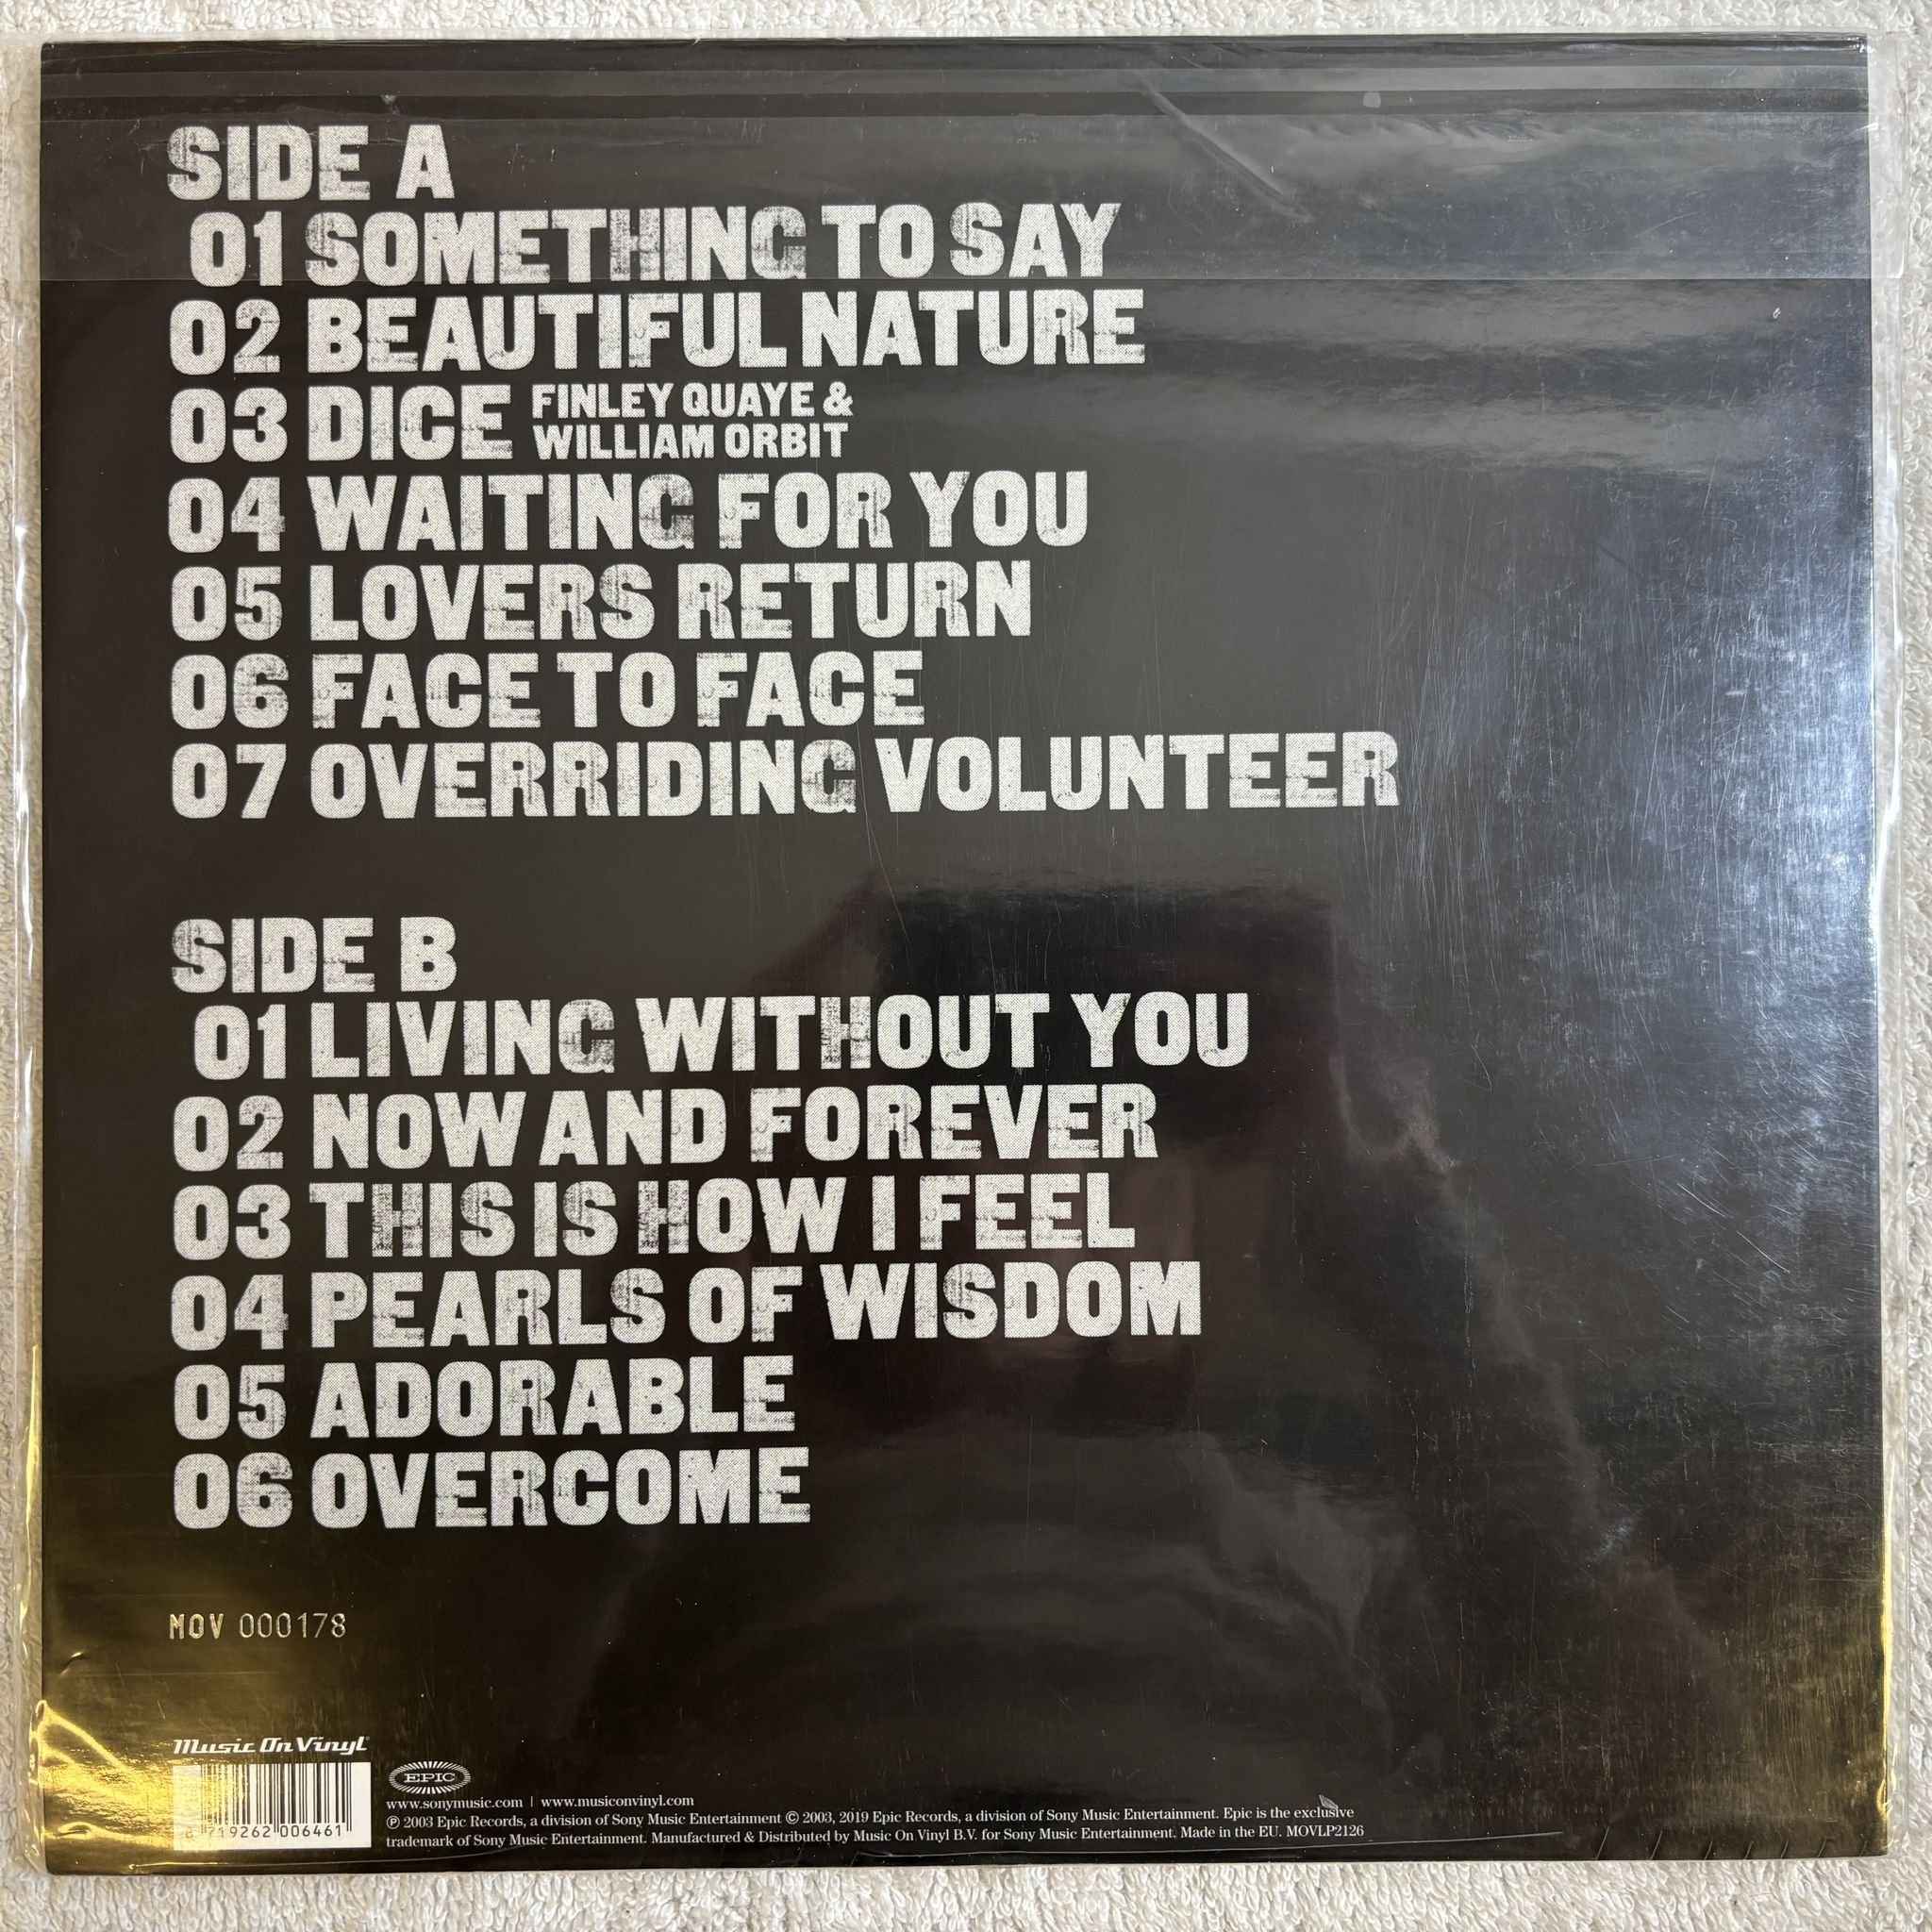 SIDE A
01 SOMETHING TO SAY
02 BEAUTIFUL NATURE
03 DICE FINLEY QUAYE &
WILLIAM ORBIT
04 WAITING FOR YOU
05 LOVERS RETURN
06 FACE TO FACE
07 OVERRIDING VOLUNTEER
SIDE B
01 LIVING WITHOUT YOU
02 NOW AND FOREVER
03 THIS IS HOW I FEEL
04 PEARLS OF WISDOM
05 ADORABLE
06 OVERCOME
MOV 000178
Music On Vinyl
8 719262 006461
EPIC
www.sonymusic.com | www.musiconvinyl.com
℗ 2003 Epic Records, a division of Sony Music Entertainment © 2003, 2019 Epic Records, a division of Sony Music Entertainment. Epic is the exclusive
trademark of Sony Music Entertainment. Manufactured & Distributed by Music On Vinyl B.V. for Sony Music Entertainment. Made in the EU. MOVLP2126